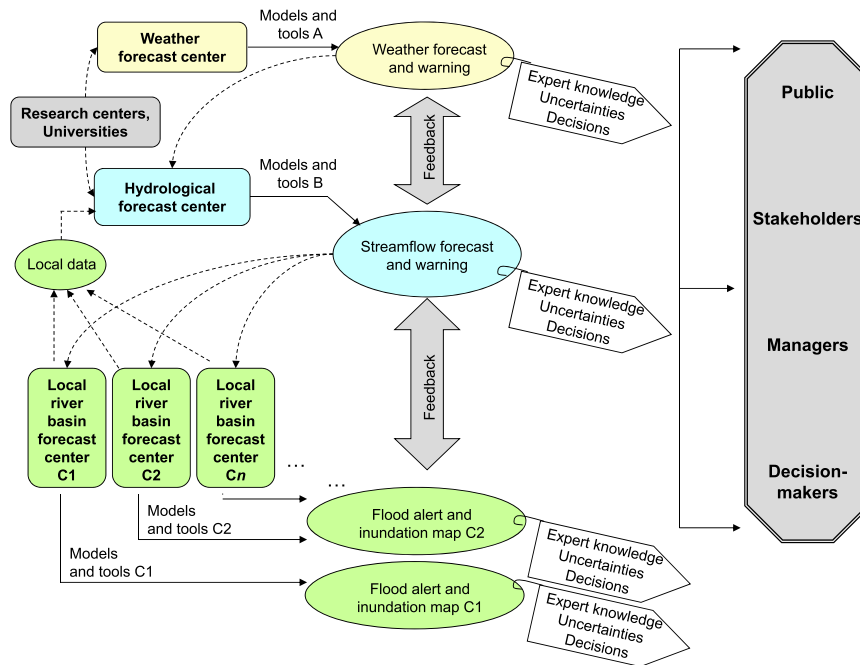 Models and
tools A
Weather
forecast center
Weather forecast
and warning
Expert knowledge
Uncertainties
Decisions
Public
Research centers,
Universities
Feedback
Models and
tools B
Hydrological
forecast center
Stakeholders
Streamflow forecast
and warning
Local data
Expert knowledge
Uncertainties
Decisions
Managers
Feedback
Local
river
basin
forecast
center
C1
Local
river
basin
forecast
center
C2
Local
river
basin
forecast
center
Cn
...
...
Decision-
makers
Models
and tools C2
Flood alert and
inundation map C2
Expert knowledge
Uncertainties
Decisions
Models
and tools C1
Flood alert and
inundation map C1
Expert knowledge
Uncertainties
Decisions